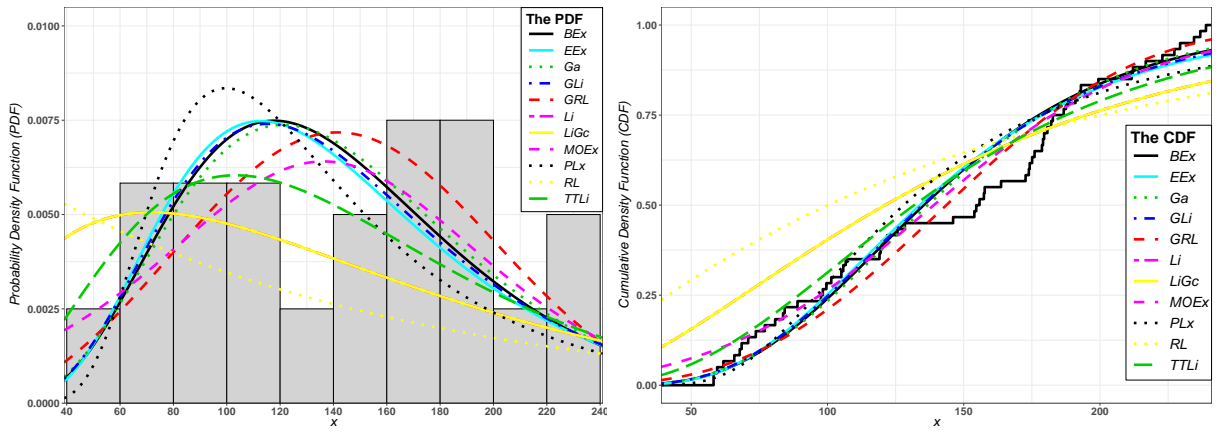 The PDF
BEx
EEx
Ga
GLi
GRL
Li
LiGc
MOEx
PLx
RL
TTLi
Probability Density Function (PDF)
0.0100
0.0075
0.0050
0.0025
0.0000
40 60 80 100 120 140 160 180 200 220 240
x
The CDF
BEx
EEx
Ga
GLi
GRL
Li
LiGc
MOEx
PLx
RL
TTLi
Cumulative Density Function (CDF)
1.00
0.75
0.50
0.25
0.00
50 100 150 200
x